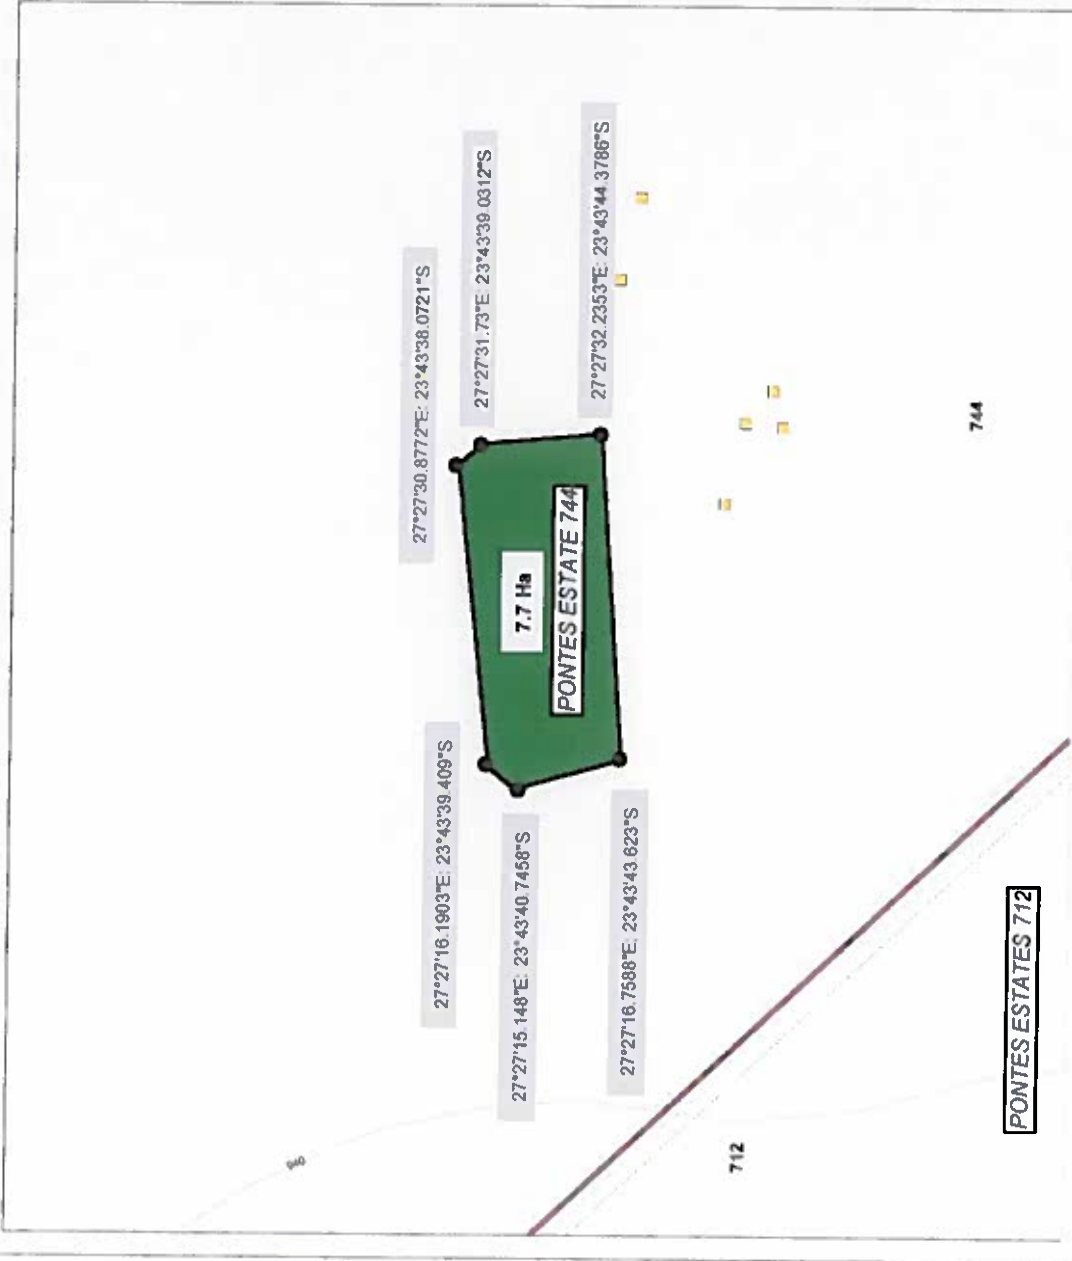 27°27'30.8772"E: 23°43'38.0721"S
27°27'31.73"E: 23°43'39.0312"S
27°27'32.2353"E: 23°43'44.3786"S
27°27'16.1903"E: 23°43'39.409"S
27°27'15.148"E: 23°43'40.7458"S
27°27'16.7588"E: 23°43'43.623"S
7.7 Ha
PONTES ESTATE 744
744
712
PONTES ESTATES 712